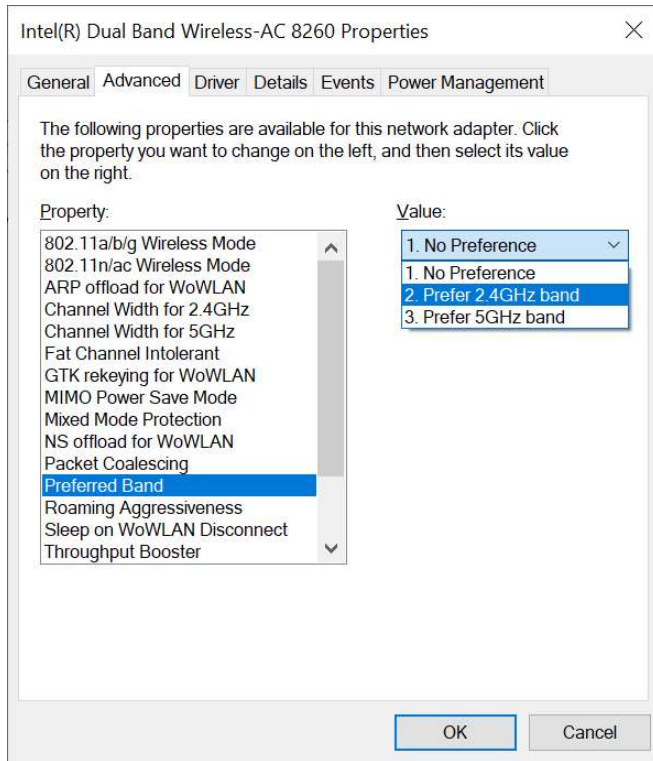 Intel(R) Dual Band Wireless-AC 8260 Properties
General Advanced Driver Details Events Power Management
The following properties are available for this network adapter. Click
the property you want to change on the left, and then select its value
on the right.
Property:
802.11a/b/g Wireless Mode
802.11n/ac Wireless Mode
ARP offload for WoWLAN
Channel Width for 2.4GHz
Channel Width for 5GHz
Fat Channel Intolerant
GTK rekeying for WoWLAN
MIMO Power Save Mode
Mixed Mode Protection
NS offload for WoWLAN
Packet Coalescing
Preferred Band
Roaming Aggressiveness
Sleep on WoWLAN Disconnect
Throughput Booster
Value:
1. No Preference
1. No Preference
2. Prefer 2.4GHz band
3. Prefer 5GHz band
OK Cancel